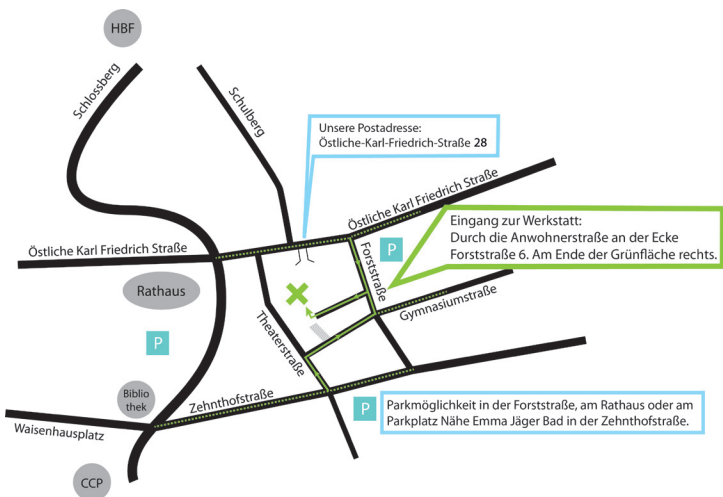 HBF
Schlossberg
Schulberg
Unsere Postadresse:
Östliche-Karl-Friedrich-Straße 28
Östliche Karl Friedrich Straße
Östliche Karl Friedrich Straße
Eingang zur Werkstatt:
Durch die Anwohnerstraße an der Ecke
Forststraße 6. Am Ende der Grünfläche rechts.
P
Forststraße
Rathaus
Gymnasiumstraße
Theaterstraße
P
Biblio
thek
Zehnthofstraße
Waisenhausplatz
P
Parkmöglichkeit in der Forststraße, am Rathaus oder am
Parkplatz Nähe Emma Jäger Bad in der Zehnthofstraße.
CCP